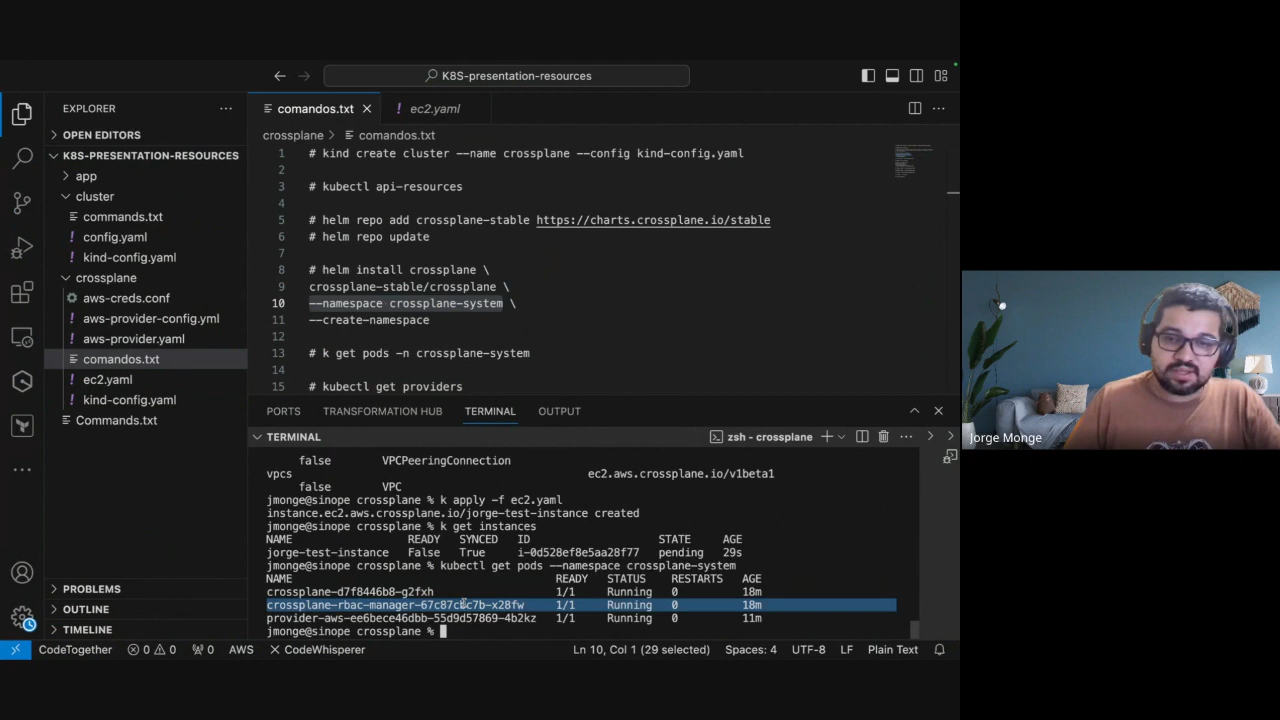 K8S-presentation-resources
EXPLORER
OPEN EDITORS
K8S-PRESENTATION-RESOURCES
app
cluster
commands.txt
config.yaml
kind-config.yaml
crossplane
aws-creds.conf
aws-provider-config.yml
aws-provider.yaml
comandos.txt
ec2.yaml
kind-config.yaml
Commands.txt
PROBLEMS
OUTLINE
TIMELINE
comandos.txt
ec2.yaml
crossplane > comandos.txt
1 # kind create cluster --name crossplane --config kind-config.yaml
2
3 # kubectl api-resources
4
5 # helm repo add crossplane-stable https://charts.crossplane.io/stable
6 # helm repo update
7
8 # helm install crossplane \
9 crossplane-stable/crossplane \
10 --namespace crossplane-system \
11 --create-namespace
12
13 # k get pods -n crossplane-system
14
15 # kubectl get providers
PORTS TRANSFORMATION HUB TERMINAL OUTPUT
TERMINAL
zsh - crossplane
false VPCPeeringConnection
vpcs ec2.aws.crossplane.io/v1beta1
false VPC
jmonge@sinope crossplane % k apply -f ec2.yaml
instance.ec2.aws.crossplane.io/jorge-test-instance created
jmonge@sinope crossplane % k get instances
NAME READY SYNCED ID STATE AGE
jorge-test-instance False True i-0d528ef8e5aa28f77 pending 29s
jmonge@sinope crossplane % kubectl get pods --namespace crossplane-system
NAME READY STATUS RESTARTS AGE
crossplane-d7f8446b8-g2fxh 1/1 Running 0 18m
1/1 Running 0 18m
provider-aws-ee6bece46dbb-55d9d57869-4b2kz 1/1 Running 0 11m
jmonge@sinope crossplane %
CodeTogether 0 0 0 AWS CodeWhisperer Ln 10, Col 1 (29 selected) Spaces: 4 UTF-8 LF Plain Text
Jorge Monge